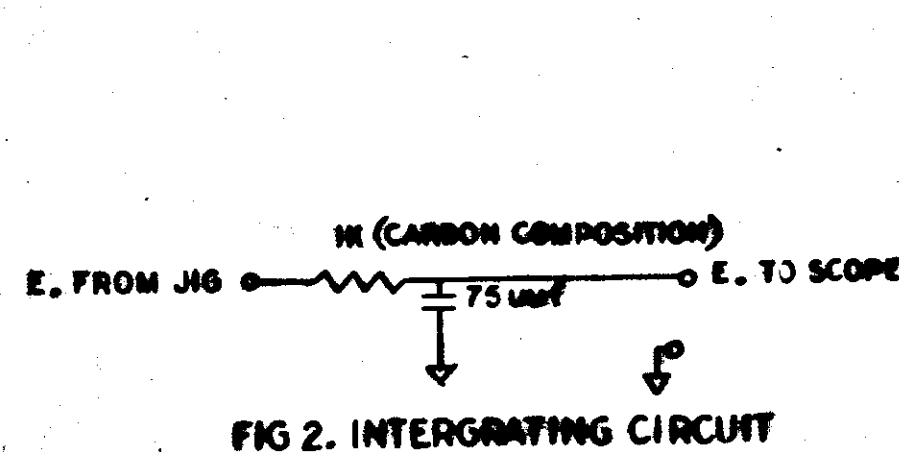 1K (CARBON COMPOSITION)
E. FROM JIG
E. TO SCOPE
75 uuf
FIG 2. INTERGRATING CIRCUIT